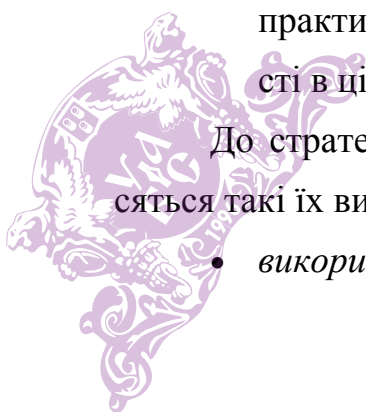 практи
сті в ці
До страте
сяться такі їх ви
• викори